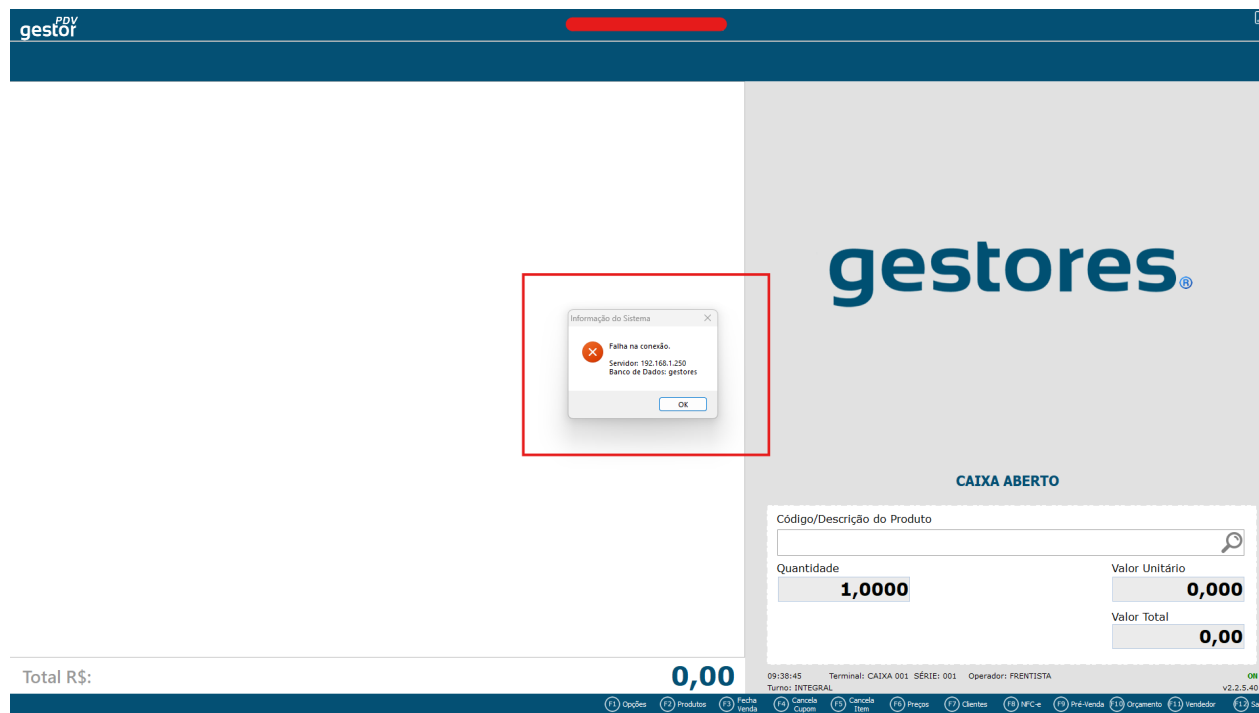 PDV
gestor
gestores®
Informação do Sistema
Falha na conexão.
Servidor: 192.168.1.250
Banco de Dados: gestores
OK
CAIXA ABERTO
Código/Descrição do Produto
Quantidade
Valor Unitário
1,0000
0,000
Valor Total
0,00
Total R$:
0,00
09:38:45 Terminal: CAIXA 001 SÉRIE: 001 Operador: FRENTISTA ON
Turno: INTEGRAL v2.2.5.40
F1 Opções F2 Produtos F3 Fecha Venda F4 Cancela Cupom F5 Cancela Item F6 Preços F7 Clientes F8 NFC-e F9 Pré-Venda F10 Orçamento F11 Vendedor F12 Sa